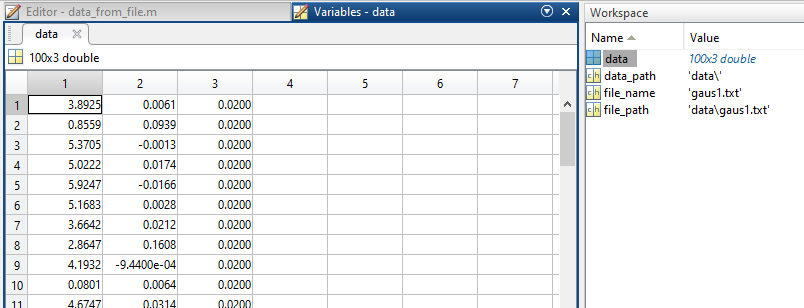 Editor - data_from_file.m
Variables - data
data
100x3 double
1 2 3 4 5 6 7
1 3.8925 0.0061 0.0200
2 0.8559 0.0939 0.0200
3 5.3705 -0.0013 0.0200
4 5.0222 0.0174 0.0200
5 5.9247 -0.0166 0.0200
6 5.1683 0.0028 0.0200
7 3.6642 0.0212 0.0200
8 2.8647 0.1608 0.0200
9 4.1932 -9.4400e-04 0.0200
10 0.0801 0.0064 0.0200
11 4.6747 0.0314 0.0200
Workspace
Name Value
data 100x3 double
data_path 'data\'
file_name 'gaus1.txt'
file_path 'data\gaus1.txt'